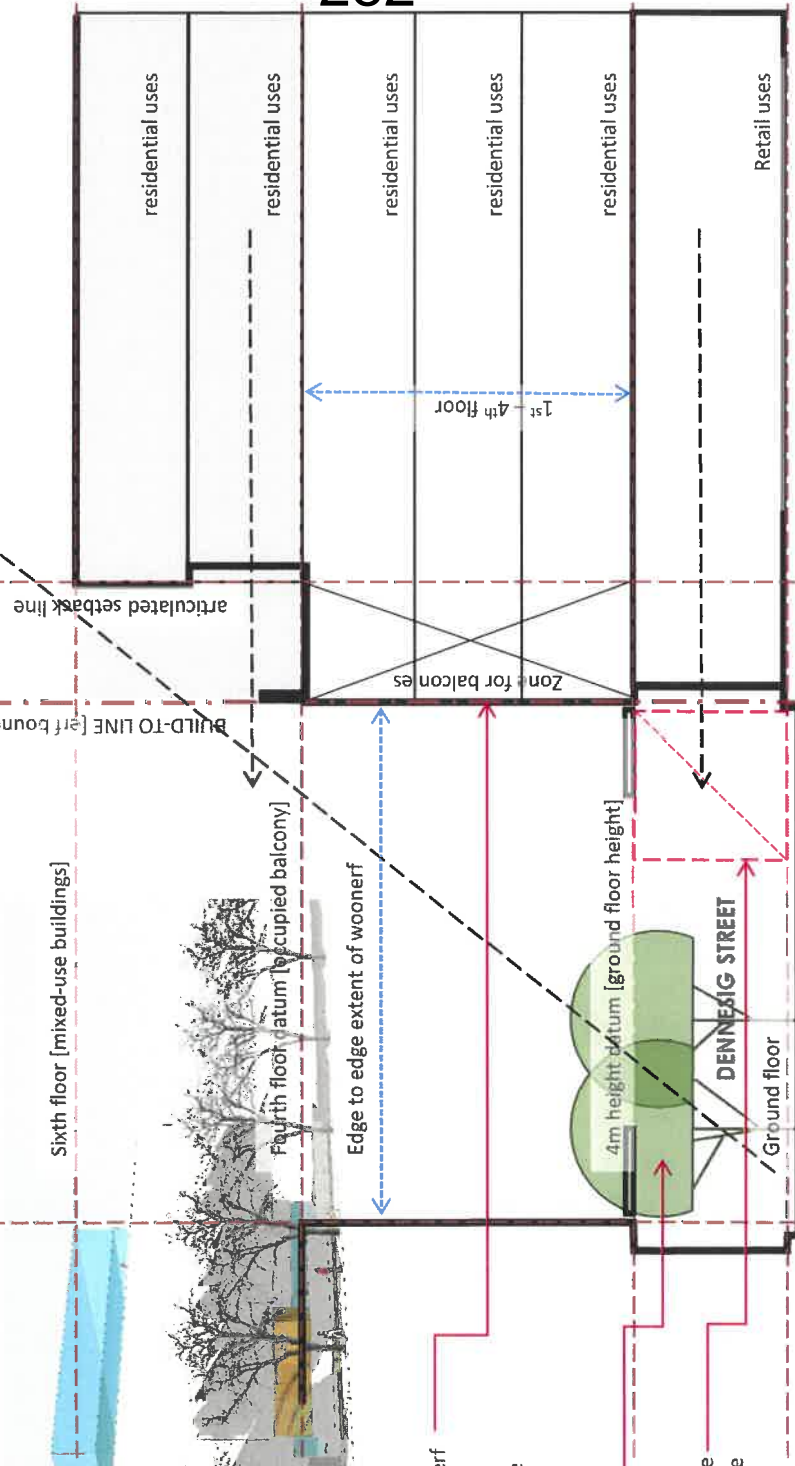 residential uses
residential uses
residential uses
residential uses
residential uses
Retail uses
1st – 4th floor
articulated setback line
Zone for balconies
BUILD-TO LINE [erf
Sixth floor [mixed-use buildings]
Fourth floor datum [occupied balcony]
Edge to edge extent of woonerf
4m height datum [ground floor height]
DENNESIG STREET
Ground floor